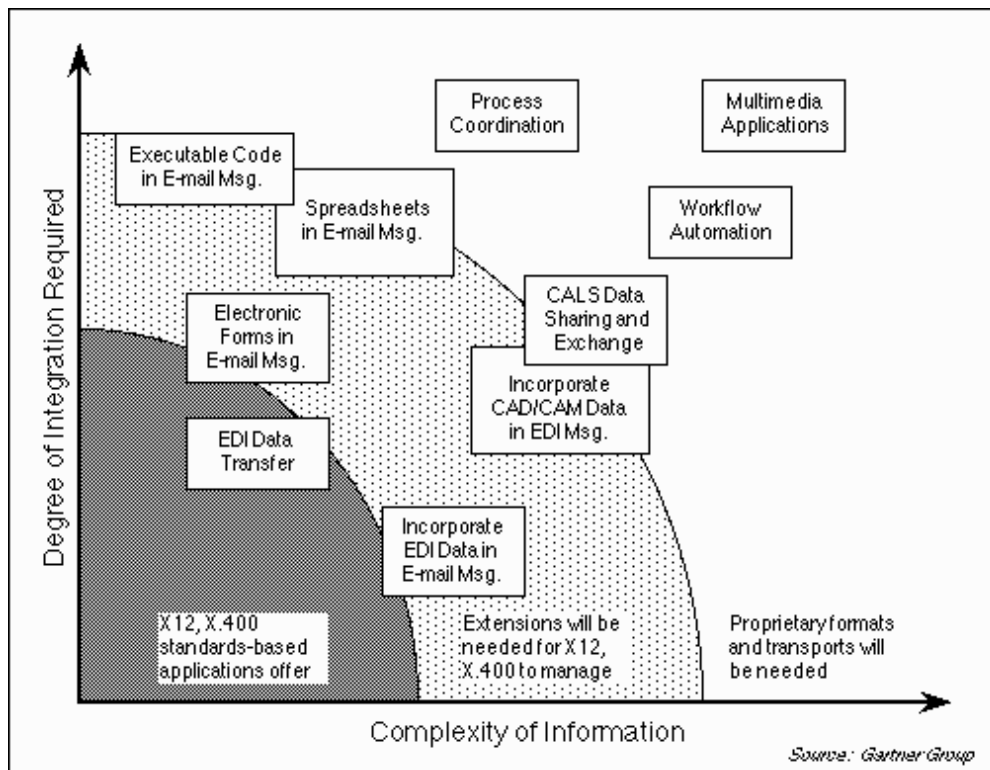 Process
Coordination
Multimedia
Applications
Executable Code
in E-mail Msg.
Spreadsheets
in E-mail Msg.
Workflow
Automation
CALS Data
Sharing and
Exchange
Electronic
Forms in
E-mail Msg.
Incorporate
CAD/CAM Data
in EDI Msg.
EDI Data
Transfer
Incorporate
EDI Data in
E-mail Msg.
X12, X.400
standards-based
applications offer
Extensions will be
needed for X12,
X.400 to manage
Proprietary formats
and transports will
be needed
Degree of Integration Required
Complexity of Information
Source: Gartner Group